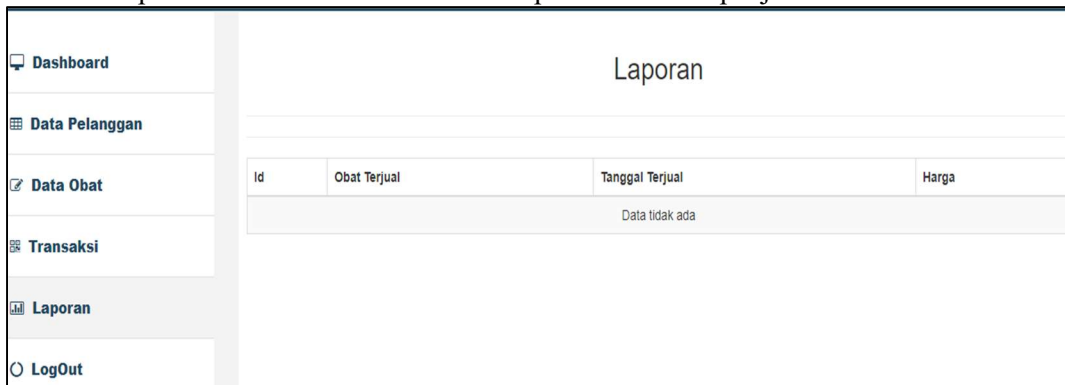 Dashboard
Data Pelanggan
Data Obat
Transaksi
Laporan
LogOut
Laporan
Id Obat Terjual Tanggal Terjual Harga
Data tidak ada